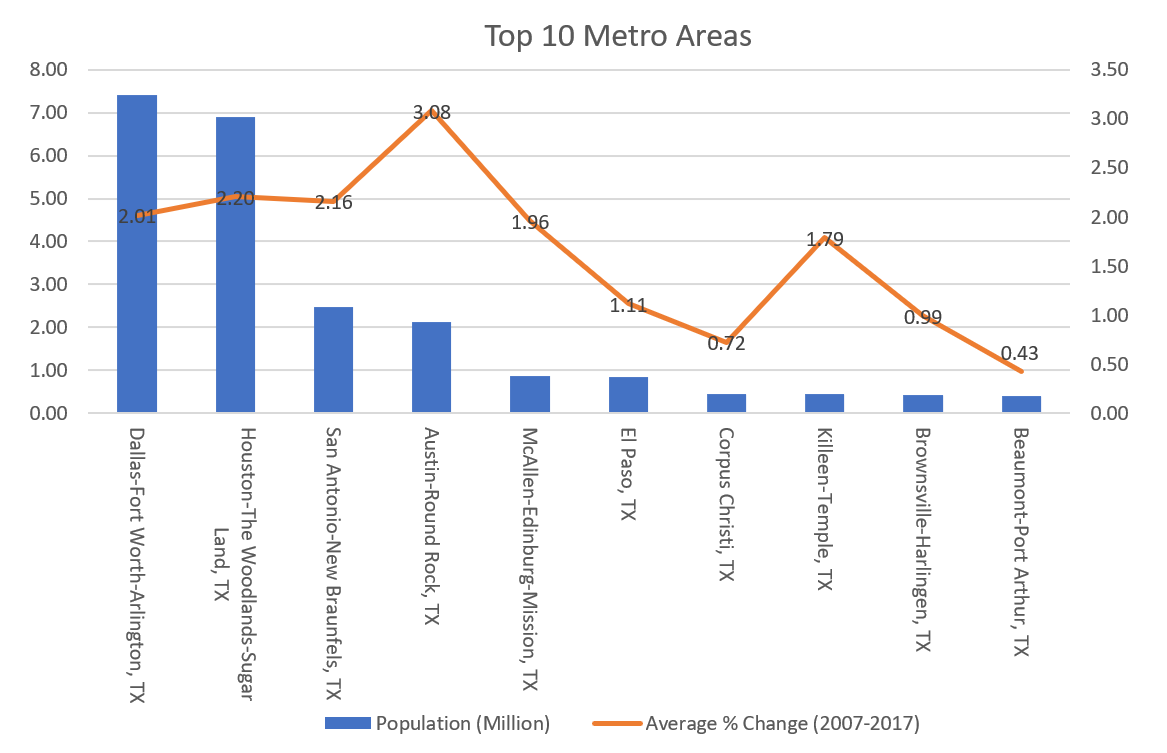 Top 10 Metro Areas
8.00
7.00
6.00
5.00
4.00
3.00
2.00
1.00
0.00
3.50
3.00
2.50
2.00
1.50
1.00
0.50
0.00
2.01
2.20
2.16
3.08
1.96
1.11
0.72
1.79
0.99
0.43
Dallas-Fort Worth-Arlington, TX
Houston-The Woodlands-Sugar
Land, TX
San Antonio-New Braunfels, TX
Austin-Round Rock, TX
McAllen-Edinburg-Mission, TX
El Paso, TX
Corpus Christi, TX
Killeen-Temple, TX
Brownsville-Harlingen, TX
Beaumont-Port Arthur, TX
Population (Million)
Average % Change (2007-2017)